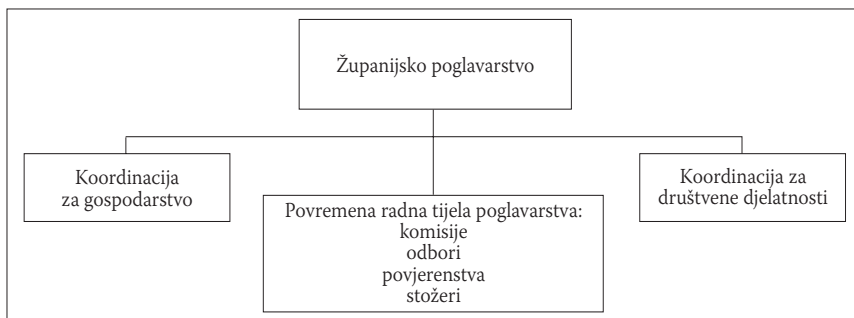 Županijsko poglavarstvo
Koordinacija
za gospodarstvo
Povremena radna tijela poglavarstva:
komisije
odbori
povjerenstva
stožeri
Koordinacija za
društvene djelatnosti